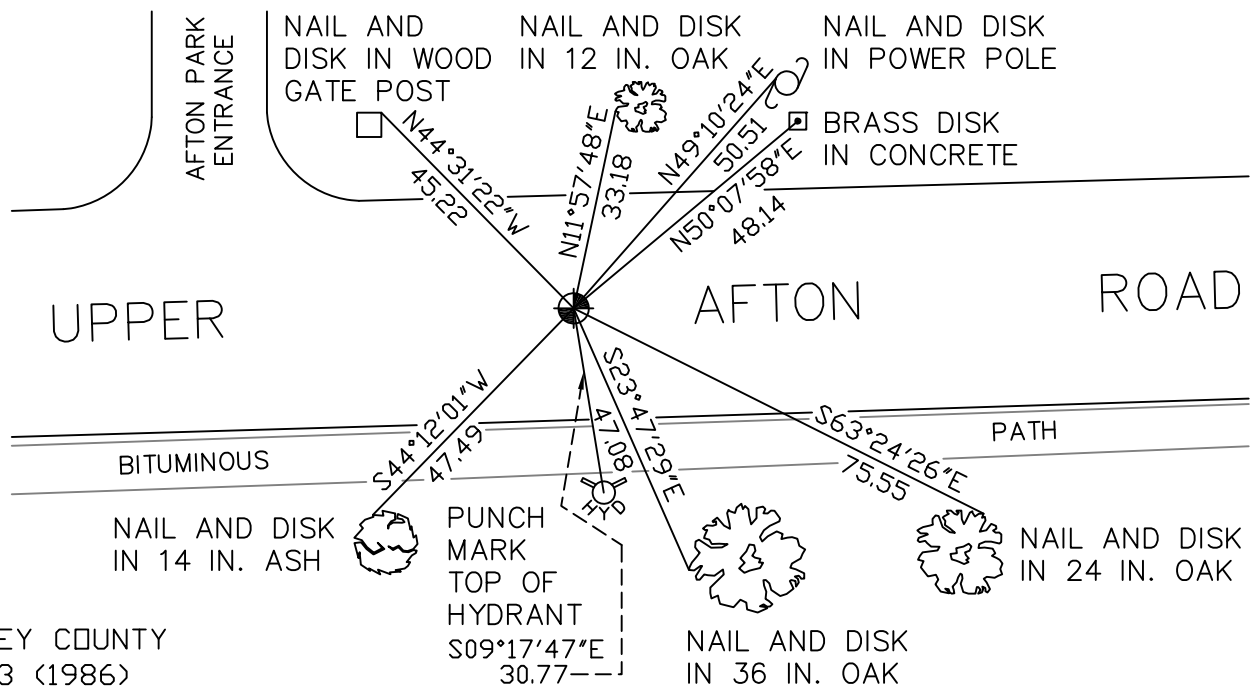 AFTON PARK
ENTRANCE
NAIL AND
DISK IN WOOD
GATE POST
NAIL AND DISK
IN 12 IN. OAK
NAIL AND DISK
IN POWER POLE
BRASS DISK
IN CONCRETE
N44°31'22"W
45.22
N11°57'48"E
33.18
N49°10'24"E
50.51
N50°07'58"E
48.14
UPPER AFTON ROAD
S44°12'01"W
47.49
47.08
S23°47'29"E
S63°24'26"E
75.55
BITUMINOUS PATH
HYD
NAIL AND DISK
IN 14 IN. ASH
PUNCH
MARK
TOP OF
HYDRANT
S09°17'47"E
30.77
NAIL AND DISK
IN 36 IN. OAK
NAIL AND DISK
IN 24 IN. OAK
EY COUNTY
3 (1986)